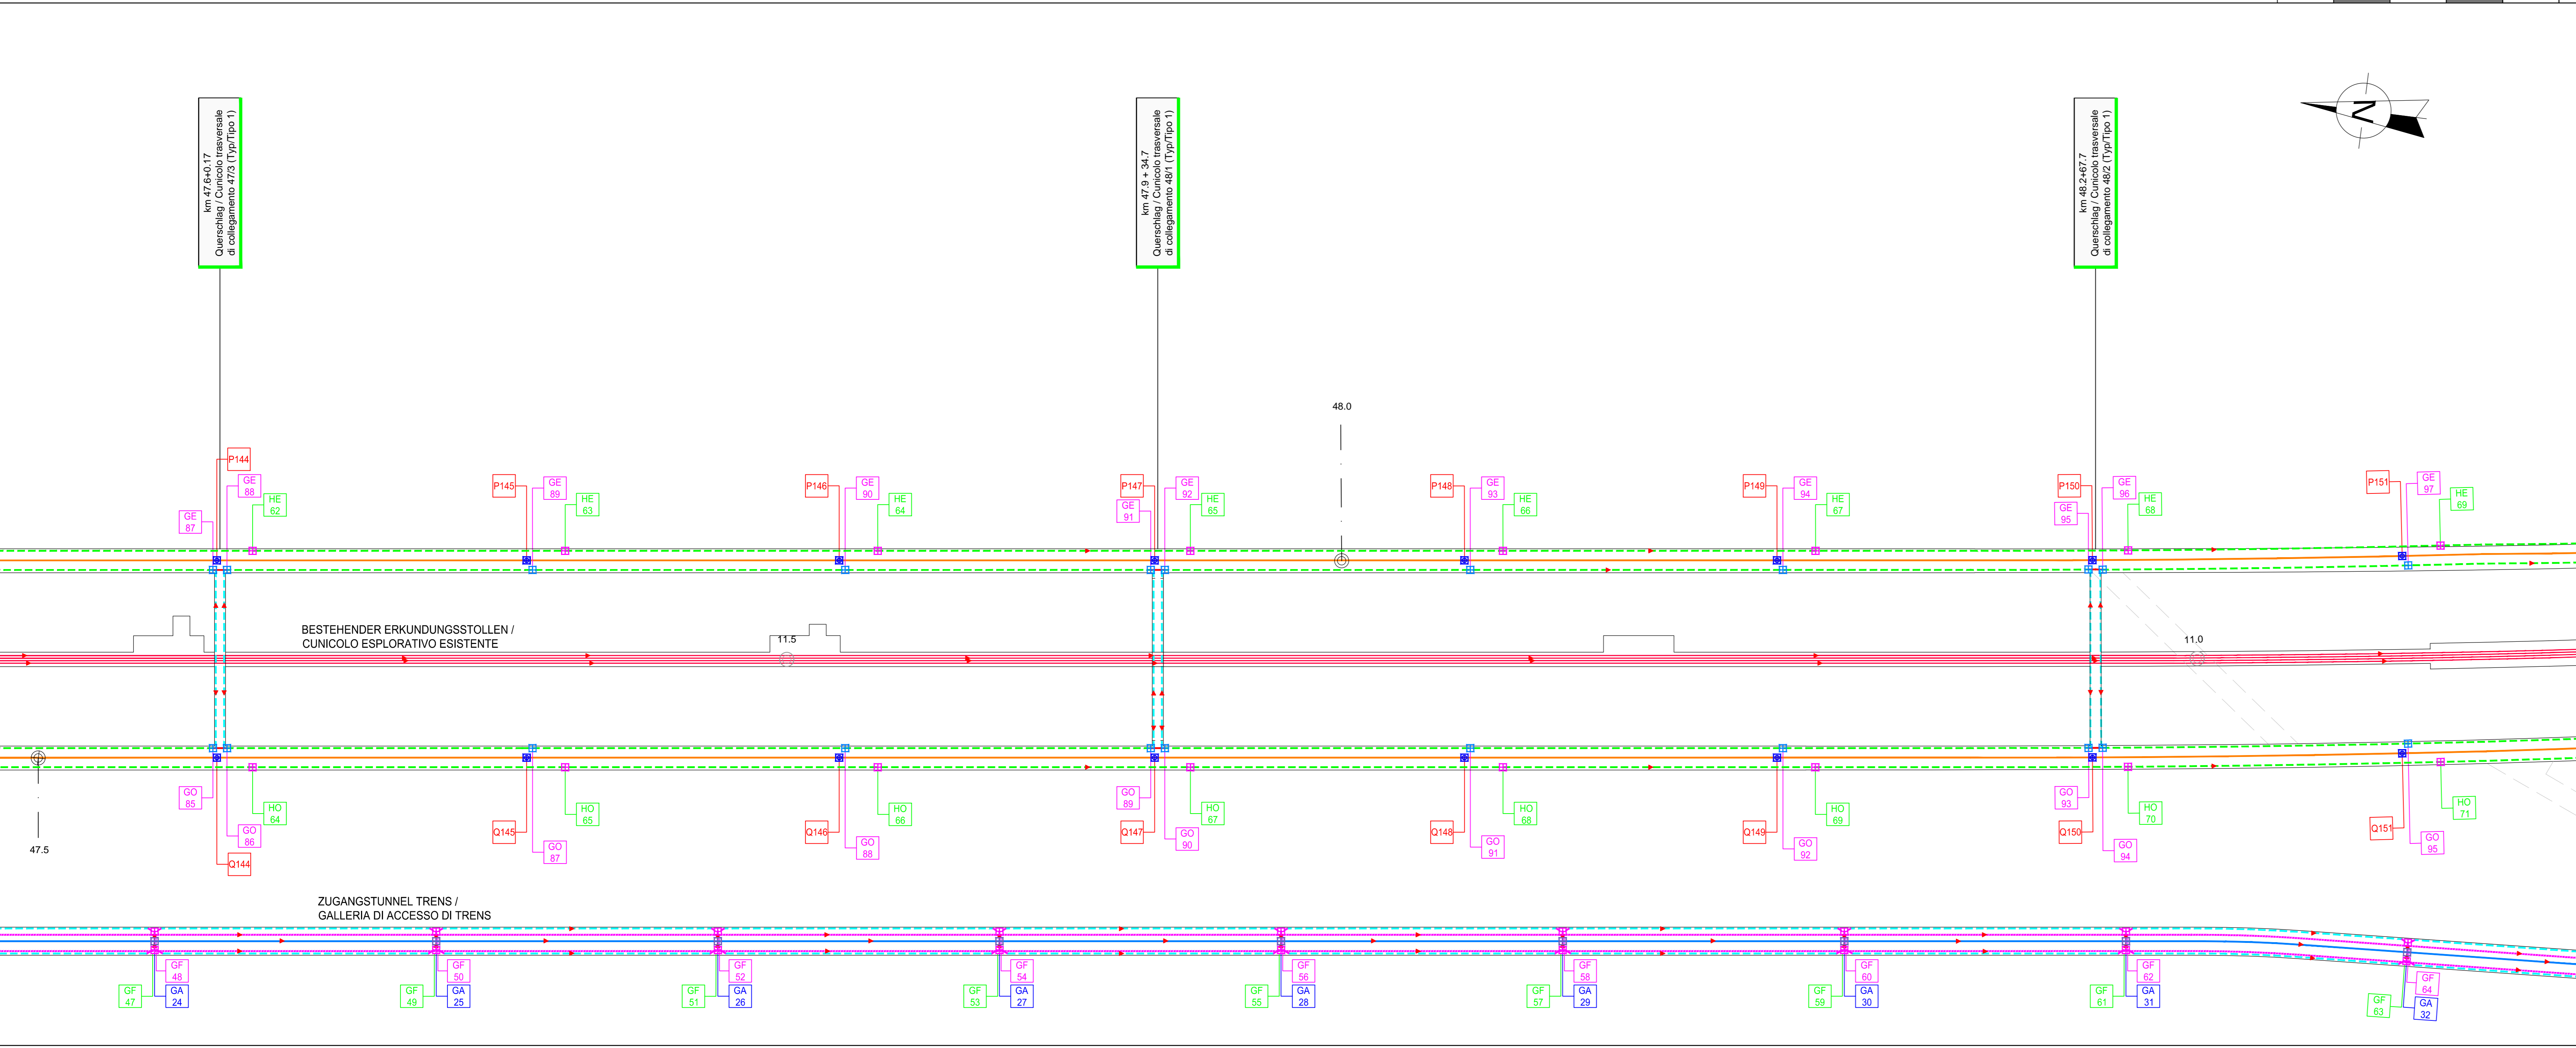 km 47.6+0.17
Querschlag / Cunicolo trasversale
di collegamento 47/3 (Typ/Tipo 1)
km 47.9 + 34.7
Querschlag / Cunicolo trasversale
di collegamento 48/1 (Typ/Tipo 1)
km 48.2+67.7
Querschlag / Cunicolo trasversale
di collegamento 48/2 (Typ/Tipo 1)
N
48.0
P144
GE
88
HE
62
GE
87
P145
GE
89
HE
63
P146
GE
90
HE
64
P147
GE
92
GE
91
HE
65
P148
GE
93
HE
66
P149
GE
94
HE
67
P150
GE
96
GE
95
HE
68
P151
GE
97
HE
69
BESTEHENDER ERKUNDUNGSSTOLLEN /
CUNICOLO ESPLORATIVO ESISTENTE
11.5
11.0
47.5
GO
85
HO
64
GO
86
Q144
HO
65
Q145
GO
87
HO
66
Q146
GO
88
GO
89
HO
67
Q147
GO
90
HO
68
Q148
GO
91
HO
69
Q149
GO
92
GO
93
HO
70
Q150
GO
94
HO
71
Q151
GO
95
ZUGANGSTUNNEL TRENS /
GALLERIA DI ACCESSO DI TRENS
GF
48
GF
47
GA
24
GF
50
GF
49
GA
25
GF
52
GF
51
GA
26
GF
54
GF
53
GA
27
GF
56
GF
55
GA
28
GF
58
GF
57
GA
29
GF
60
GF
59
GA
30
GF
62
GF
61
GA
31
GF
64
GF
63
GA
32